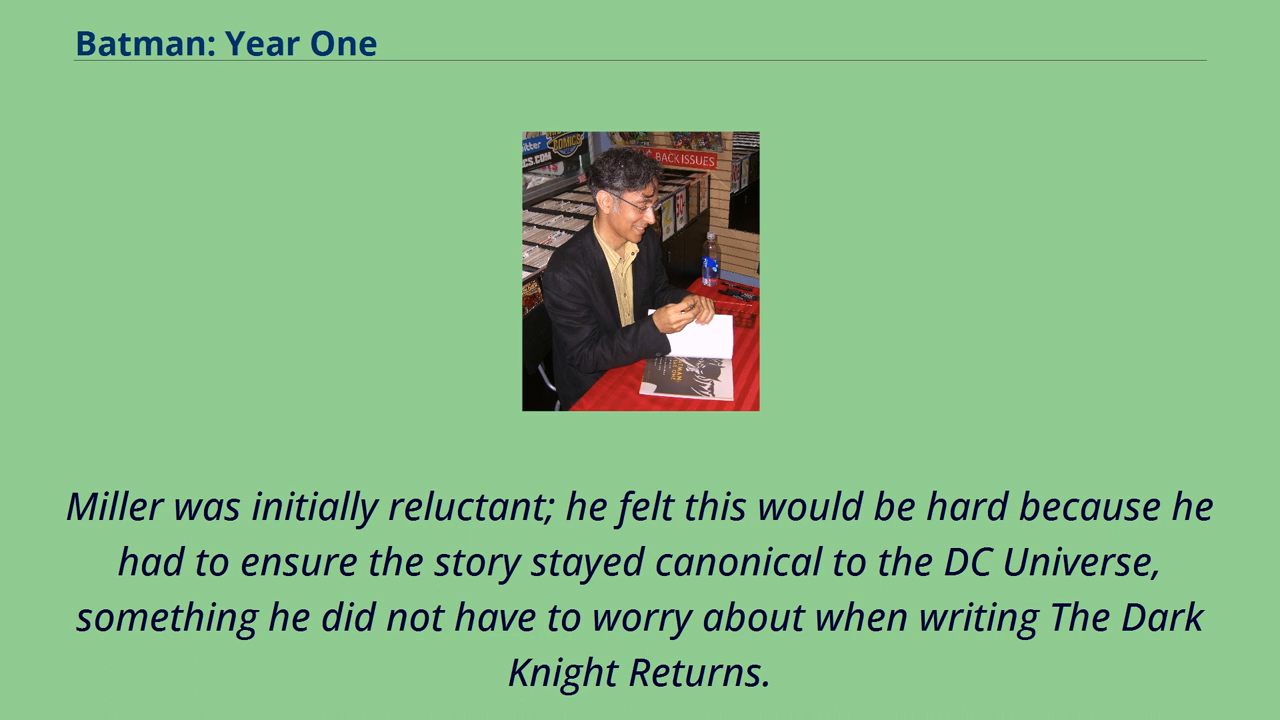 Batman: Year One
COMICS
BACK ISSUES
Miller was initially reluctant; he felt this would be hard because he
had to ensure the story stayed canonical to the DC Universe,
something he did not have to worry about when writing The Dark
Knight Returns.